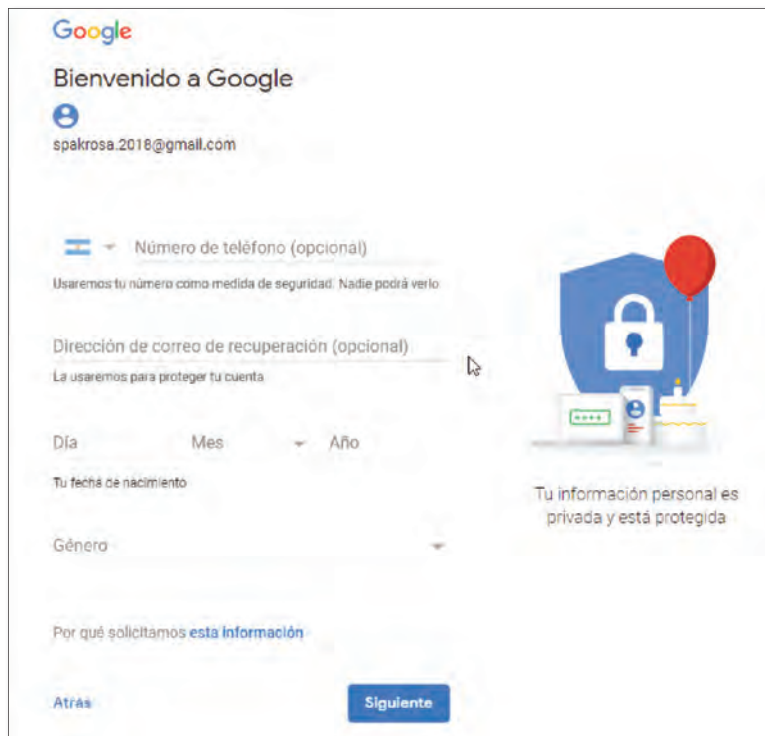 Google
Bienvenido a Google
spakrosa.2018@gmail.com
Número de teléfono (opcional)
Usaremos tu número como medida de seguridad. Nadie podrá verlo
Dirección de correo de recuperación (opcional)
La usaremos para proteger tu cuenta
Día Mes Año
Tu fecha de nacimiento
Género
Por qué solicitamos esta información
Atrás Siguiente
Tu información personal es
privada y está protegida